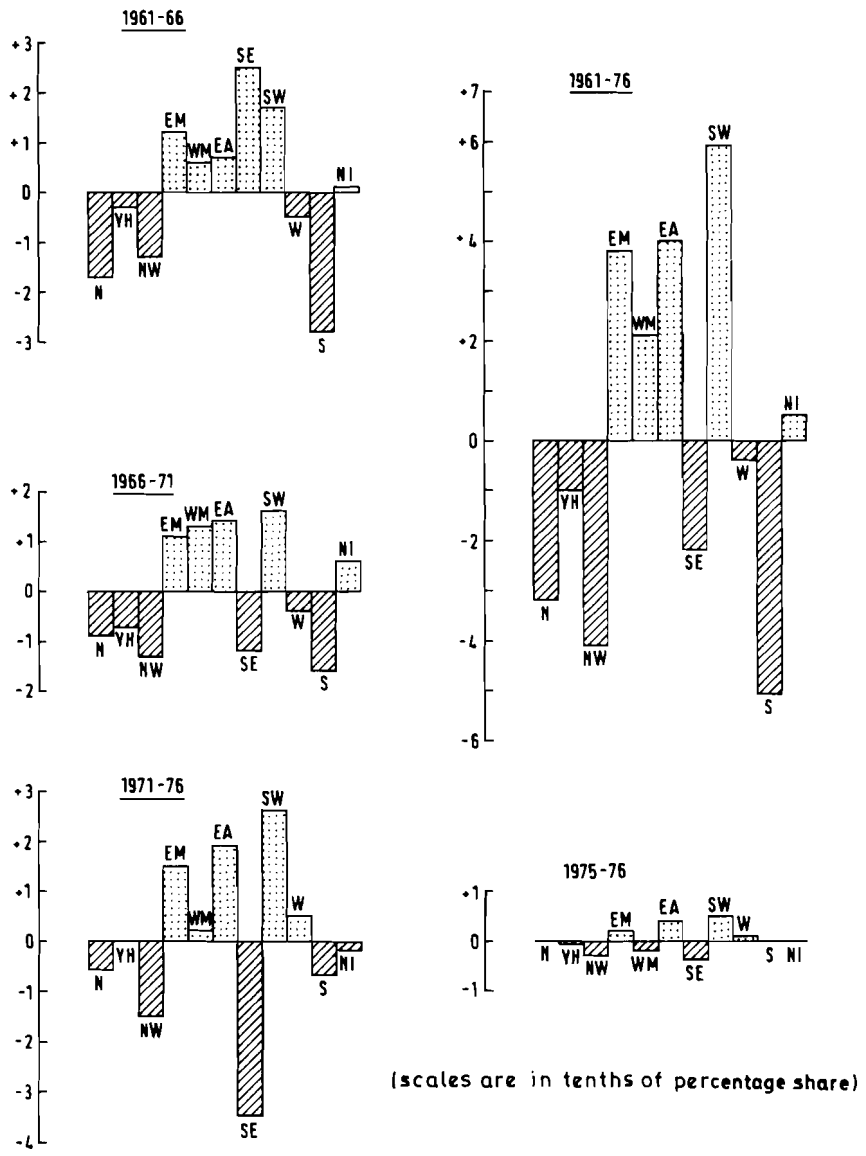 1961-66
+3
+2
+1
0
-1
-2
-3
N
YH
NW
EM
WM
EA
SE
SW
W
S
NI
1966-71
+2
+1
0
-1
-2
N
YH
NW
EM
WM
EA
SE
SW
W
S
NI
1971-76
+3
+2
+1
0
-1
-2
-3
-4
N
YH
NW
EM
WM
EA
SE
SW
W
S
NI
1961-76
+7
+6
+4
+2
0
-2
-4
-6
N
YH
NW
EM
WM
EA
SE
SW
W
S
NI
1975-76
+1
0
-1
N
YH
NW
EM
WM
EA
SE
SW
W
S
NI
(scales are in tenths of percentage share)